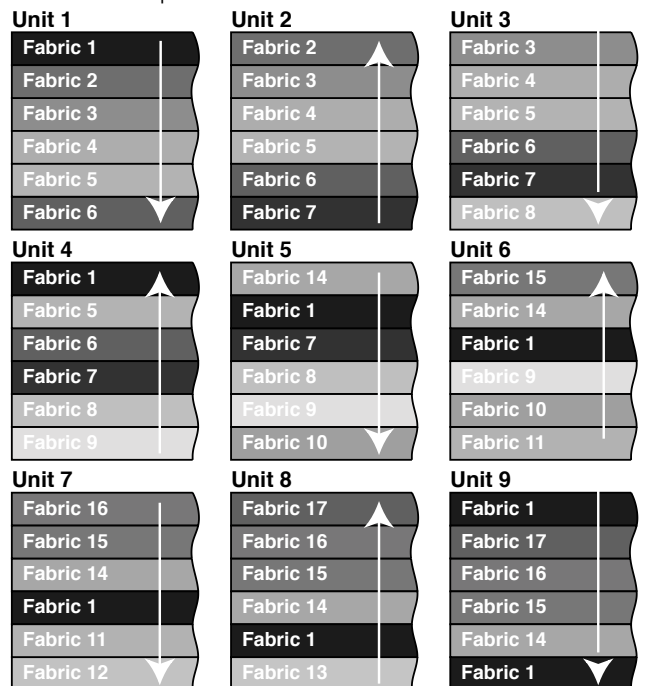 Unit 1
Fabric 1
Fabric 2
Fabric 3
Fabric 4
Fabric 5
Fabric 6
Unit 2
Fabric 2
Fabric 3
Fabric 4
Fabric 5
Fabric 6
Fabric 7
Unit 3
Fabric 3
Fabric 4
Fabric 5
Fabric 6
Fabric 7
Fabric 8
Unit 4
Fabric 1
Fabric 5
Fabric 6
Fabric 7
Fabric 8
Fabric 9
Unit 5
Fabric 14
Fabric 1
Fabric 7
Fabric 8
Fabric 9
Fabric 10
Unit 6
Fabric 15
Fabric 14
Fabric 1
Fabric 9
Fabric 10
Fabric 11
Unit 7
Fabric 16
Fabric 15
Fabric 14
Fabric 1
Fabric 11
Fabric 12
Unit 8
Fabric 17
Fabric 16
Fabric 15
Fabric 14
Fabric 1
Fabric 13
Unit 9
Fabric 1
Fabric 17
Fabric 16
Fabric 15
Fabric 14
Fabric 1